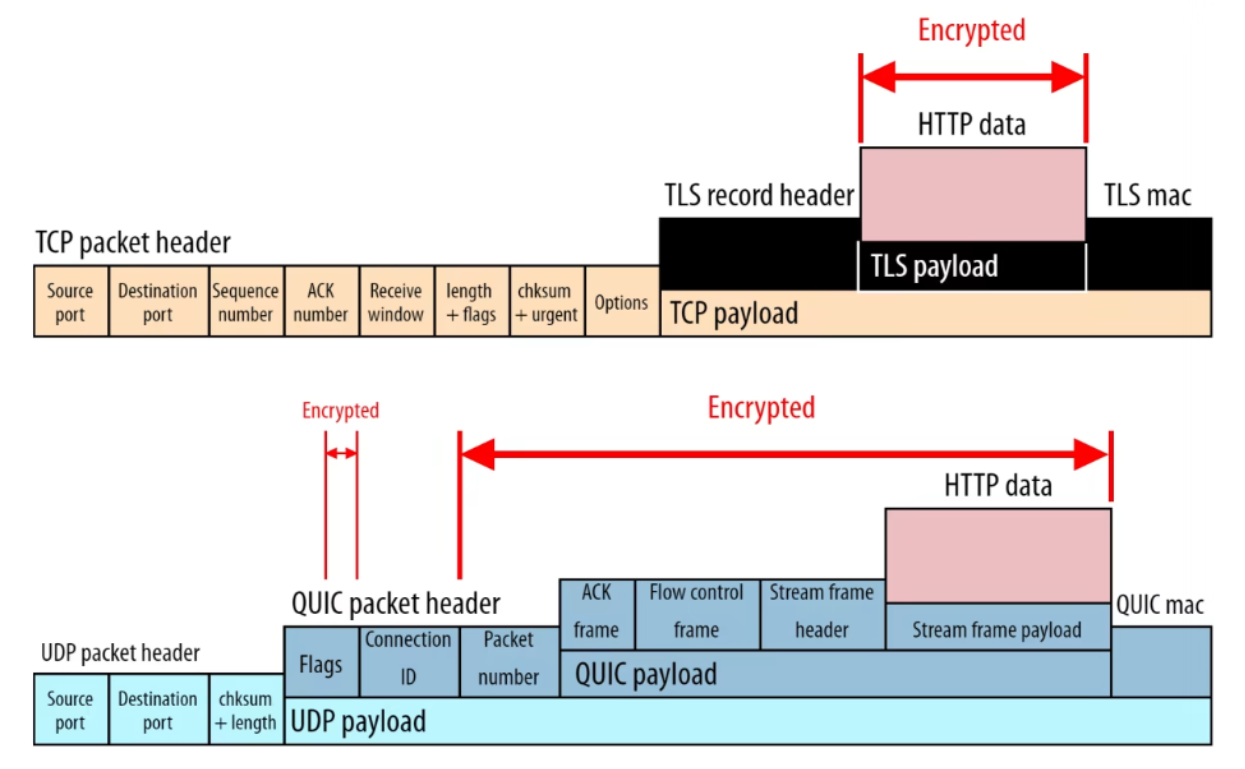 Encrypted
HTTP data
TLS record header
TLS mac
TCP packet header
TLS payload
Source
port
Destination
port
Sequence
number
ACK
number
Receive
window
length
+ flags
chksum
+ urgent
Options
TCP payload
Encrypted
Encrypted
HTTP data
QUIC packet header
ACK
frame
Flow control
frame
Stream frame
header
Stream frame payload
QUIC mac
UDP packet header
Flags
Connection
ID
Packet
number
QUIC payload
Source
port
Destination
port
chksum
+ length
UDP payload